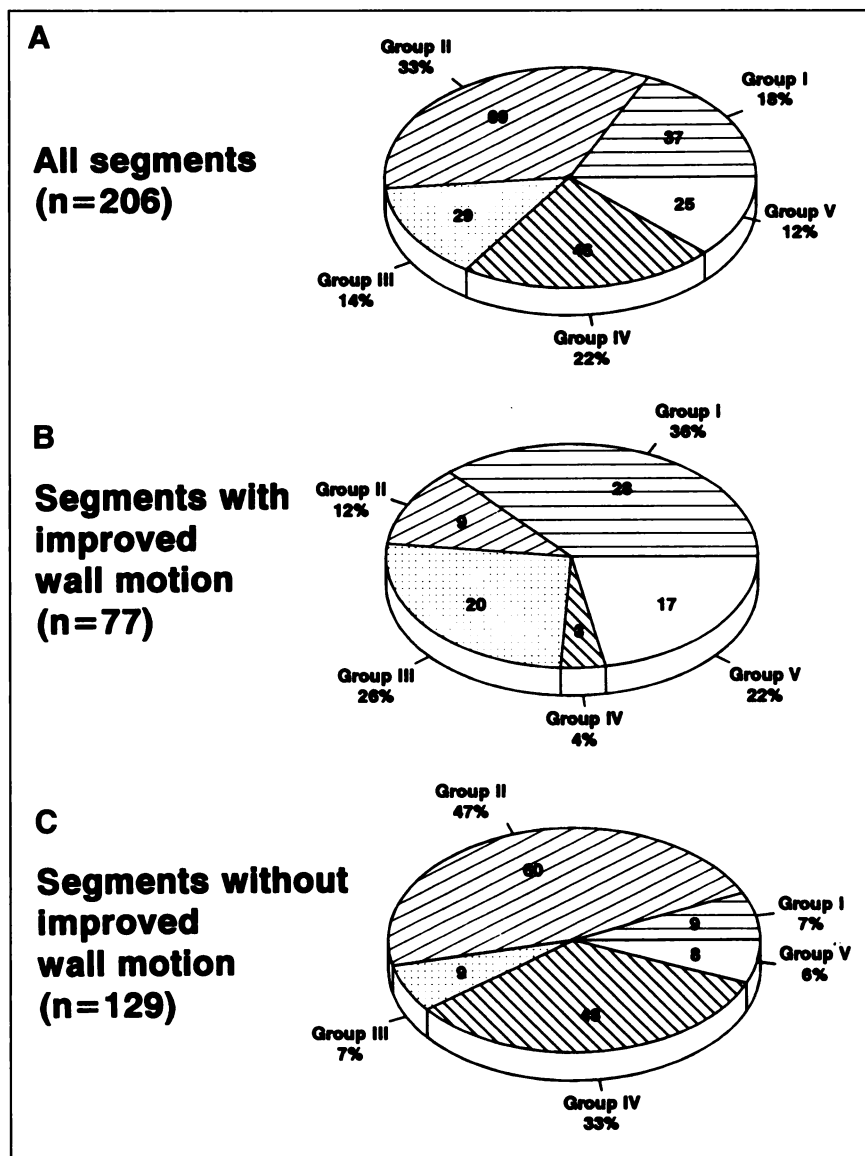 A
All segments
(n=206)
Group II
33%
Group I
18%
69
37
29
25
46
Group V
12%
Group III
14%
Group IV
22%
B
Segments with
improved
wall motion
(n=77)
Group I
36%
Group II
12%
28
9
20
17
3
Group III
26%
Group V
22%
Group IV
4%
C
Segments without
improved
wall motion
(n=129)
Group II
47%
60
Group I
7%
9
8
Group V
6%
9
43
Group III
7%
Group IV
33%